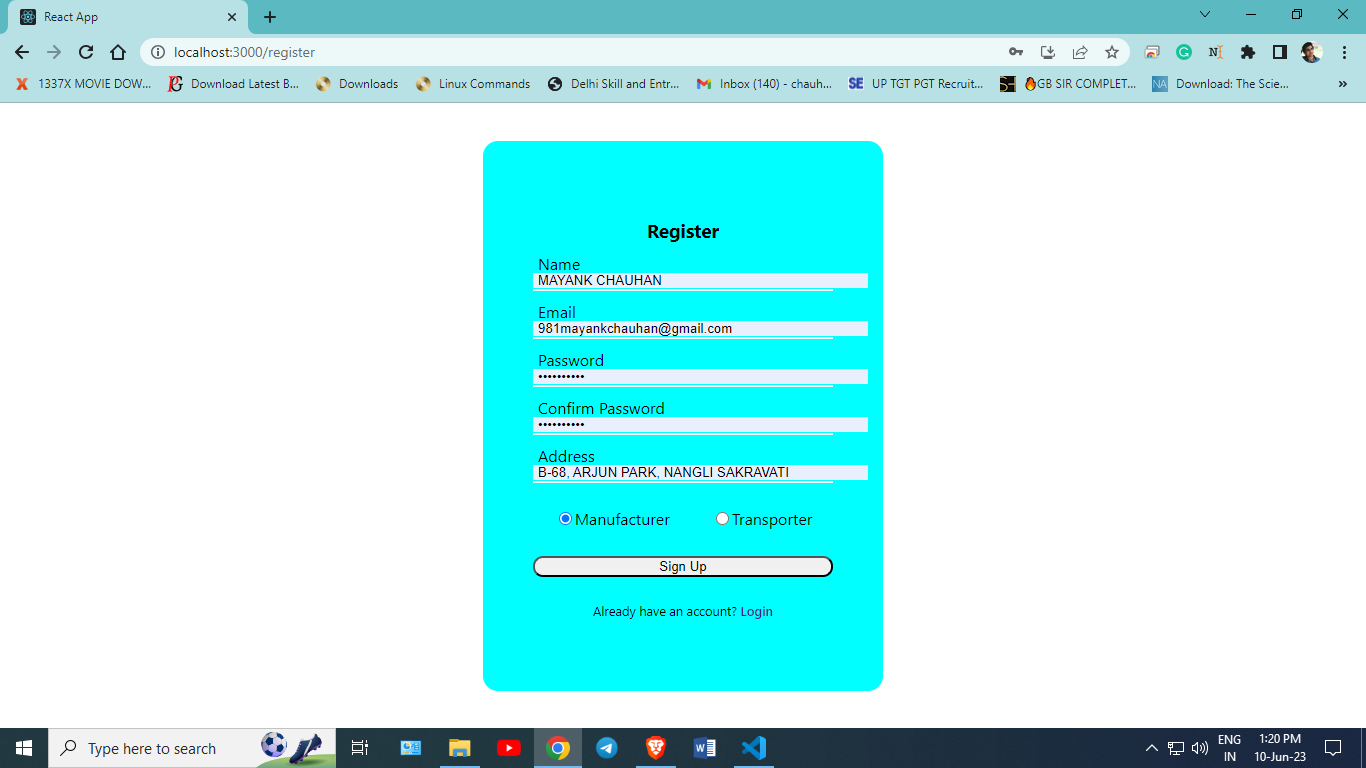 React App
localhost:3000/register
1337X MOVIE DOW...
Download Latest B...
Downloads
Linux Commands
Delhi Skill and Entr...
Inbox (140) - chauh...
SE
UP TGT PGT Recruit...
🔥GB SIR COMPLET...
NA
Download: The Scie...
»
Register
Name
MAYANK CHAUHAN
Email
981mayankchauhan@gmail.com
Password
••••••••••
Confirm Password
••••••••••
Address
B-68, ARJUN PARK, NANGLI SAKRAVATI
Manufacturer
Transporter
Sign Up
Already have an account? Login
Type here to search
ENG
IN
1:20 PM
10-Jun-23